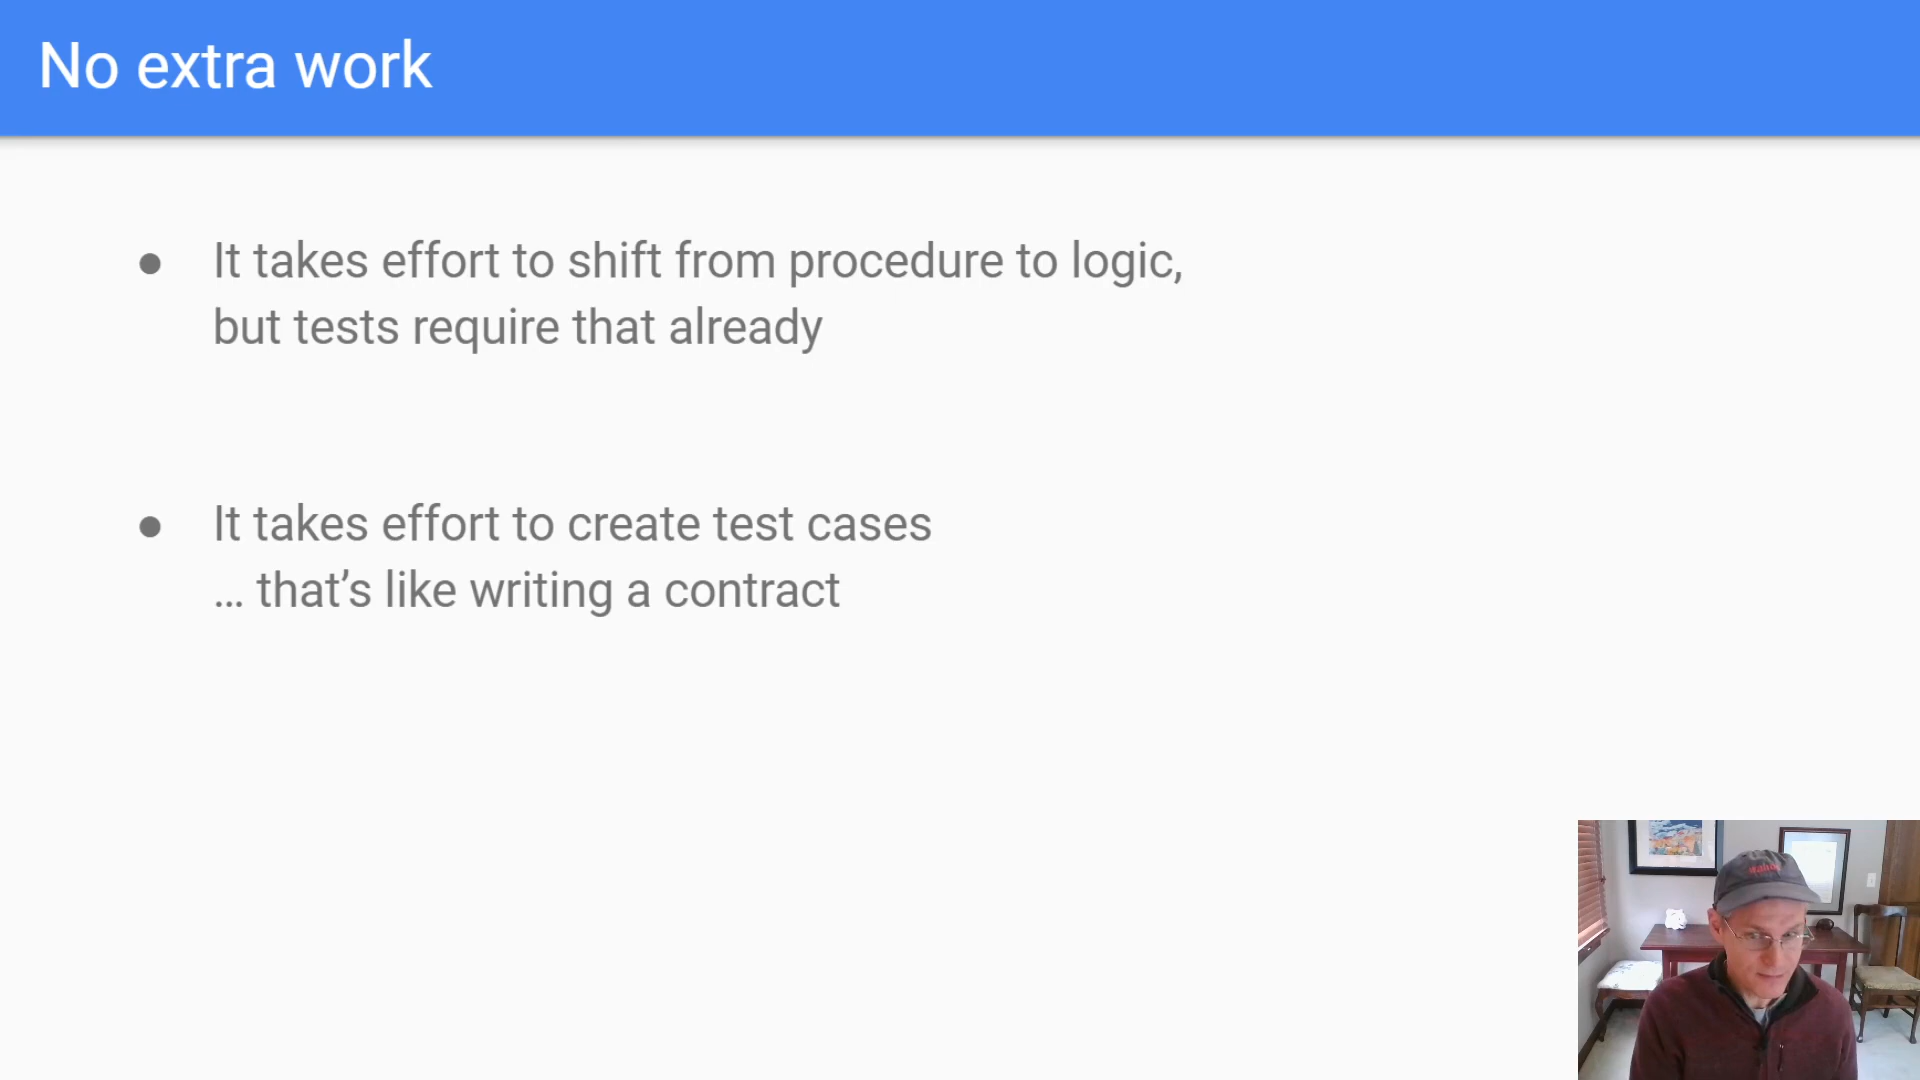 No extra work
● It takes effort to shift from procedure to logic,
but tests require that already
● It takes effort to create test cases
… that’s like writing a contract